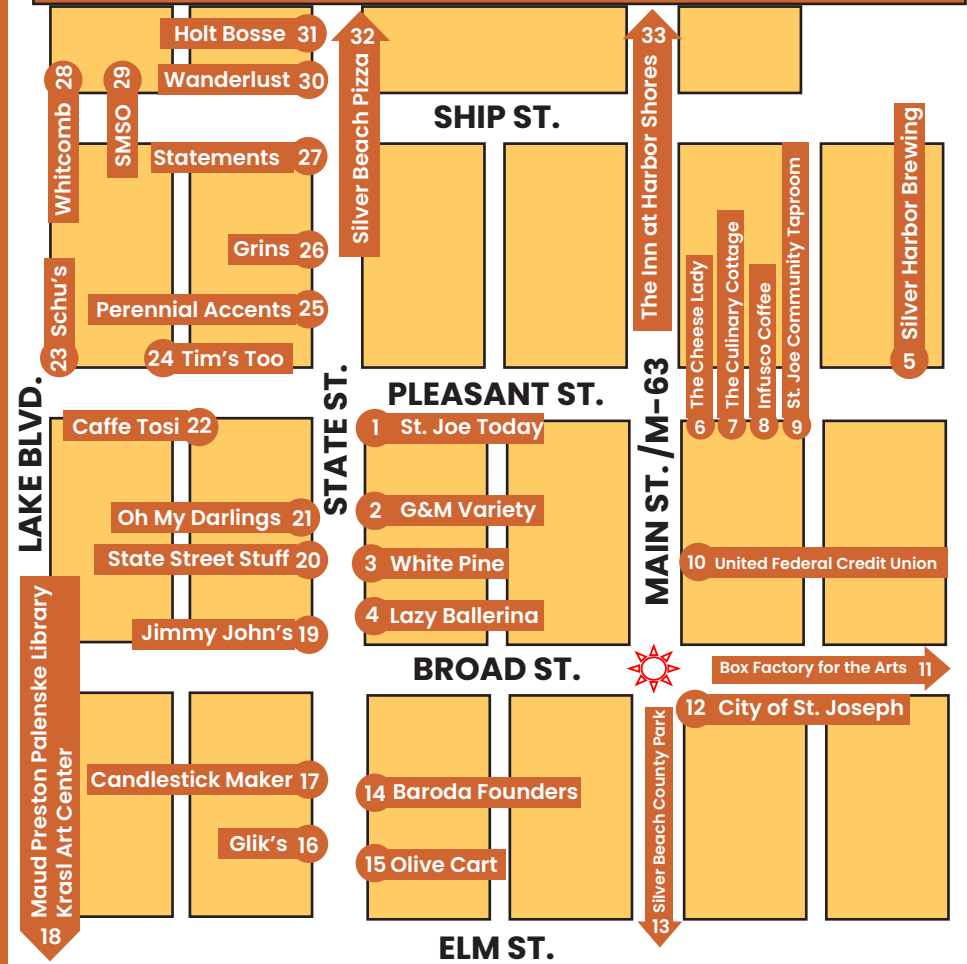 Holt Bosse 31
32
33
Whitcomb 28
SMSO 29
Wanderlust 30
Silver Beach Pizza
The Inn at Harbor Shores
SHIP ST.
Statements 27
Silver Harbor Brewing
5
Grins 26
The Cheese Lady
6
The Culinary Cottage
7
Infusco Coffee
8
St. Joe Community Taproom
9
23 Schu's
Perennial Accents 25
24 Tim's Too
LAKE BLVD.
STATE ST.
PLEASANT ST.
MAIN ST. /M-63
Caffe Tosi 22
1 St. Joe Today
Oh My Darlings 21
2 G&M Variety
State Street Stuff 20
3 White Pine
10 United Federal Credit Union
Jimmy John's 19
4 Lazy Ballerina
BROAD ST.
Box Factory for the Arts 11
Maud Preston Palenske Library
Krasl Art Center
18
12 City of St. Joseph
Silver Beach County Park
13
Candlestick Maker 17
14 Baroda Founders
Glik's 16
15 Olive Cart
ELM ST.